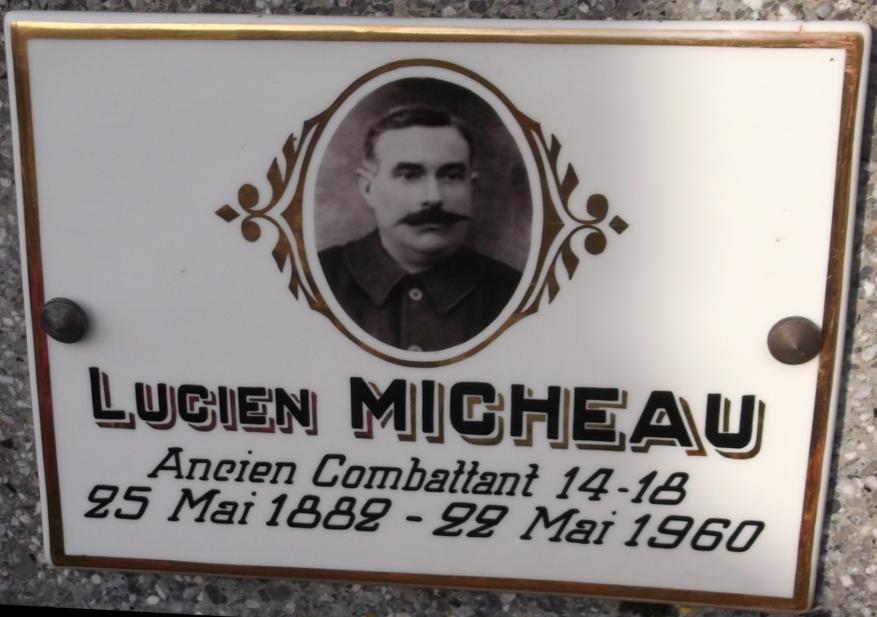 LUCIEN MICHEAU
Ancien Combattant 14-18
25 Mai 1882 - 22 Mai 1960